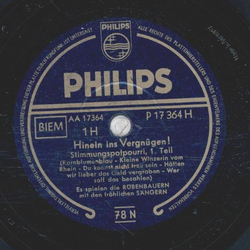 PHILIPS
BIEM
AA 17364
1 H
P 17 364 H
Hinein ins Vergnügen!
Stimmungspotpourri, 1. Teil
(Kornblumenblau - Kleine Winzerin vom
Rhein - Du kannst nicht treu sein - Hätten
wir lieber das Geld vergraben - Wer
soll das bezahlen)
Es spielen die RÜBENBAUERN
mit den fröhlichen SÄNGERN
78 N